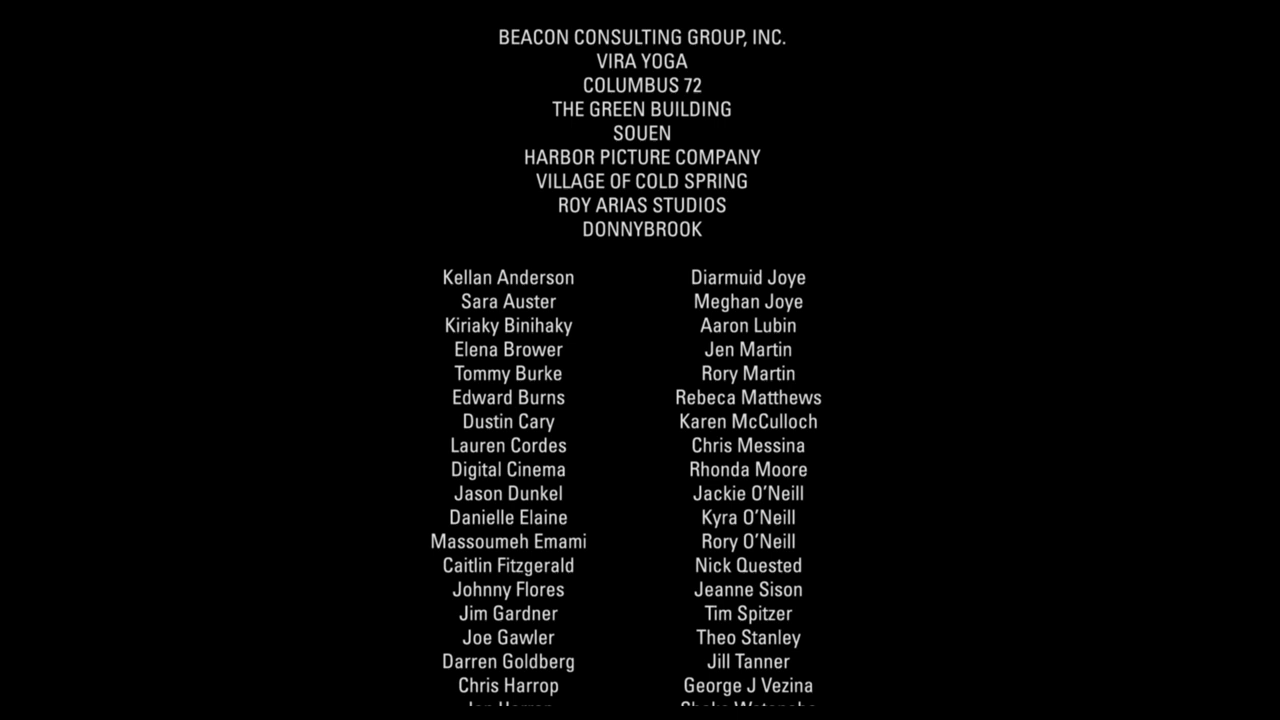 BEACON CONSULTING GROUP, INC.
VIRA YOGA
COLUMBUS 72
THE GREEN BUILDING
SOUEN
HARBOR PICTURE COMPANY
VILLAGE OF COLD SPRING
ROY ARIAS STUDIOS
DONNYBROOK
Kellan Anderson
Sara Auster
Kiriaky Binihaky
Elena Brower
Tommy Burke
Edward Burns
Dustin Cary
Lauren Cordes
Digital Cinema
Jason Dunkel
Danielle Elaine
Massoumeh Emami
Caitlin Fitzgerald
Johnny Flores
Jim Gardner
Joe Gawler
Darren Goldberg
Chris Harrop
Diarmuid Joye
Meghan Joye
Aaron Lubin
Jen Martin
Rory Martin
Rebeca Matthews
Karen McCulloch
Chris Messina
Rhonda Moore
Jackie O'Neill
Kyra O'Neill
Rory O'Neill
Nick Quested
Jeanne Sison
Tim Spitzer
Theo Stanley
Jill Tanner
George J Vezina